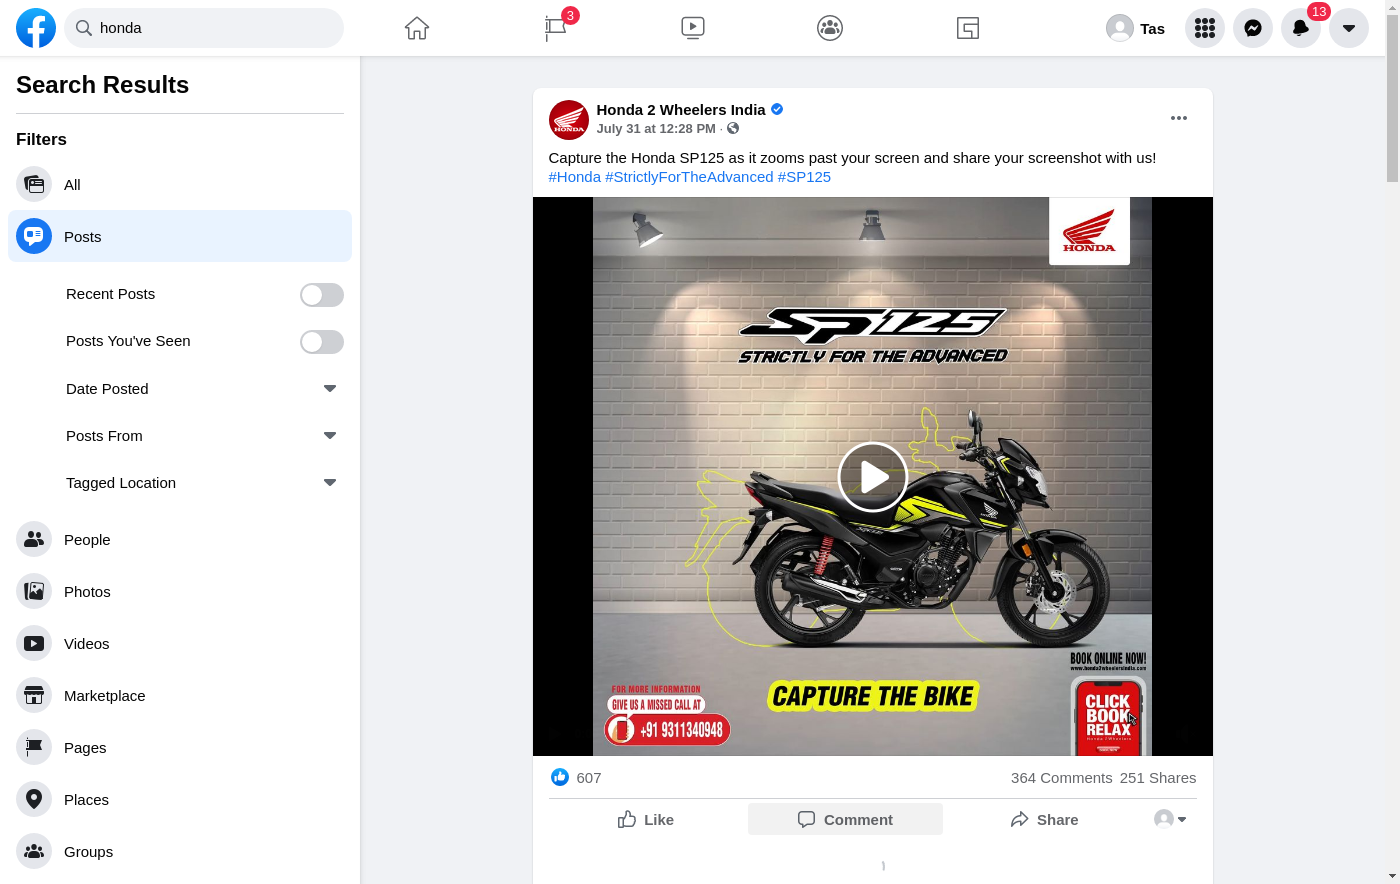 honda
3
Tas
13
Search Results
Filters
All
Posts
Recent Posts
Posts You've Seen
Date Posted
Posts From
Tagged Location
People
Photos
Videos
Marketplace
Pages
Places
Groups
Honda 2 Wheelers India
July 31 at 12:28 PM ·
Capture the Honda SP125 as it zooms past your screen and share your screenshot with us!
#Honda #StrictlyForTheAdvanced #SP125
HONDA
HONDA
SP125
STRICTLY FOR THE ADVANCED
BOOK ONLINE NOW!
www.honda2wheelersindia.com
FOR MORE INFORMATION
GIVE US A MISSED CALL AT
+91 9311340948
CAPTURE THE BIKE
CLICK
BOOK
RELAX
607
364 Comments 251 Shares
Like
Comment
Share